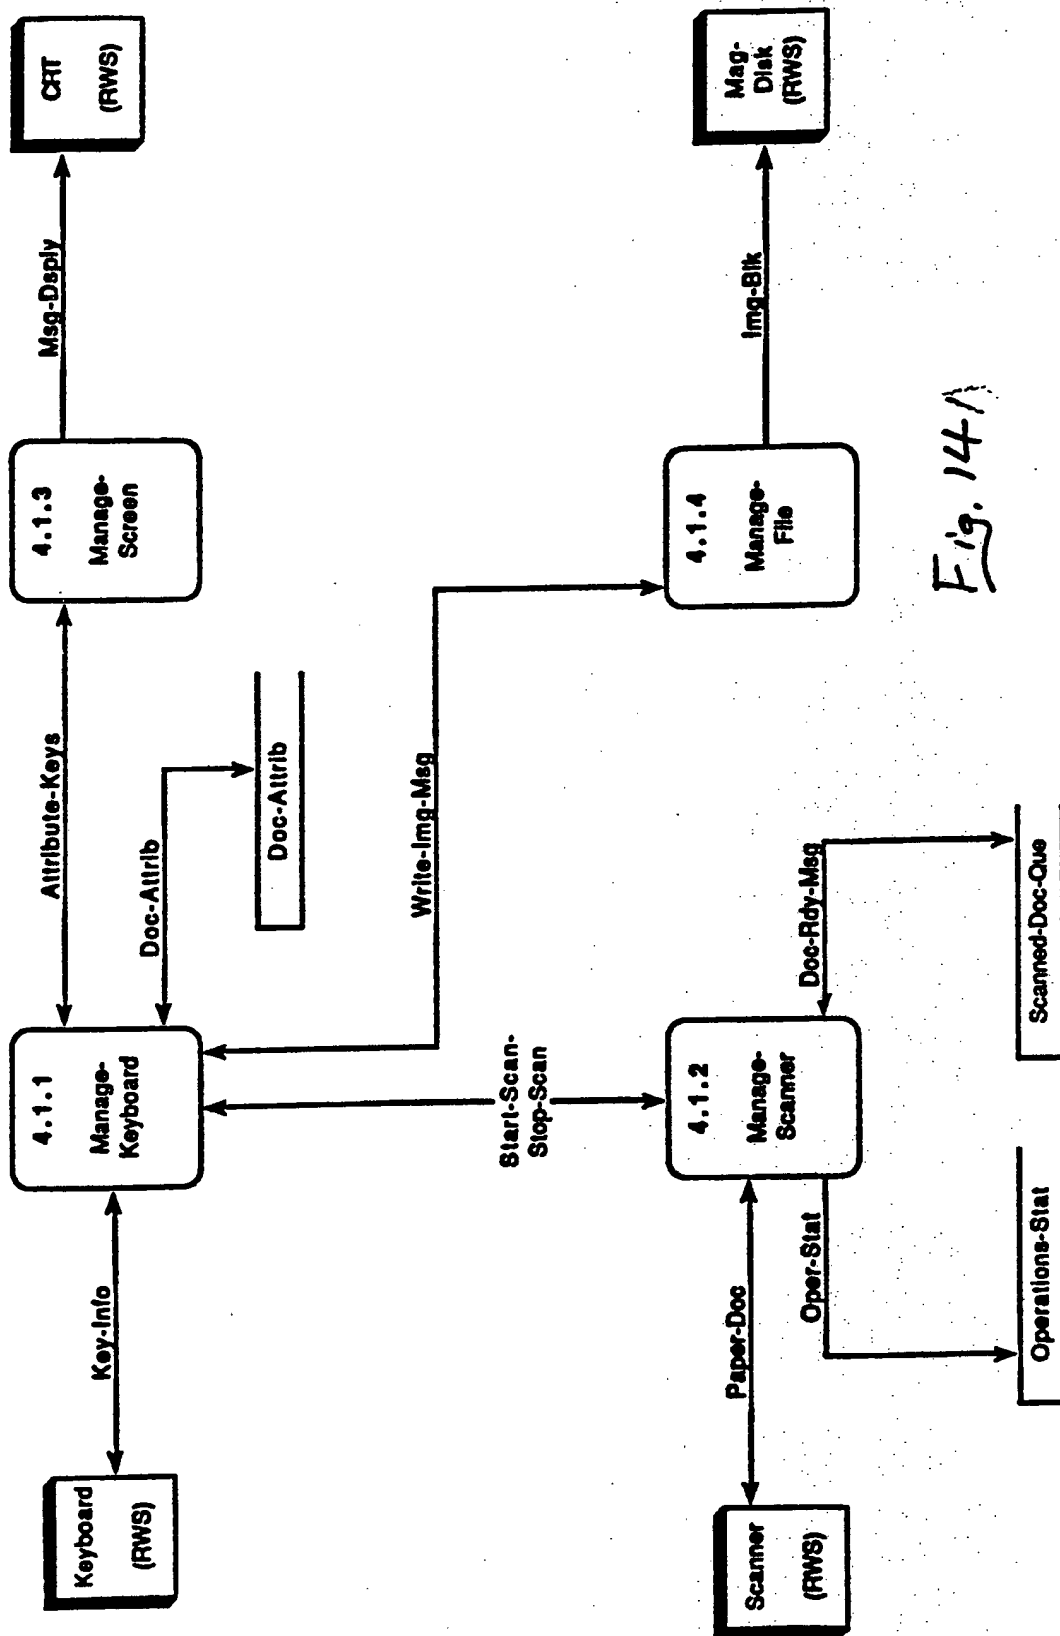 Keyboard
(RWS)
Key-Info
4.1.1
Manage-
Keyboard
Attribute-Keys
4.1.3
Manage-
Screen
Msg-Dsply
CRT
(RWS)
Doc-Attrib
Doc-Attrib
Write-Img-Msg
Start-Scan-
Stop-Scan
Scanner
(RWS)
Paper-Doc
Oper-Stat
4.1.2
Manage-
Scanner
Doc-Rdy-Msg
4.1.4
Manage-
File
Img-Blk
Mag-
Disk
(RWS)
Operations-Stat
Scanned-Doc-Que
Fig. 14A